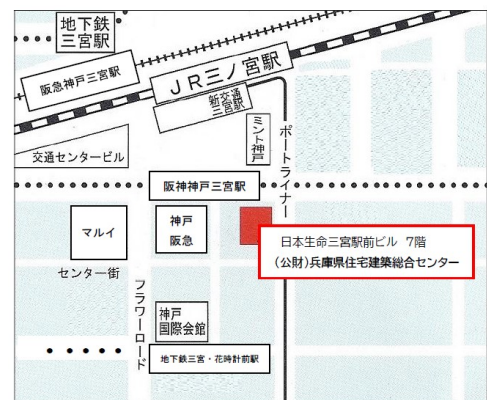 地下鉄
三宮駅
阪急神戸三宮駅
JR三ノ宮駅
新交通
三宮駅
ミント神戸
ポートライナー
交通センタービル
阪神神戸三宮駅
マルイ
神戸
阪急
日本生命三宮駅前ビル 7階
（公財）兵庫県住宅建築総合センター
センター街
フラワーロード
神戸
国際会館
地下鉄三宮・花時計前駅